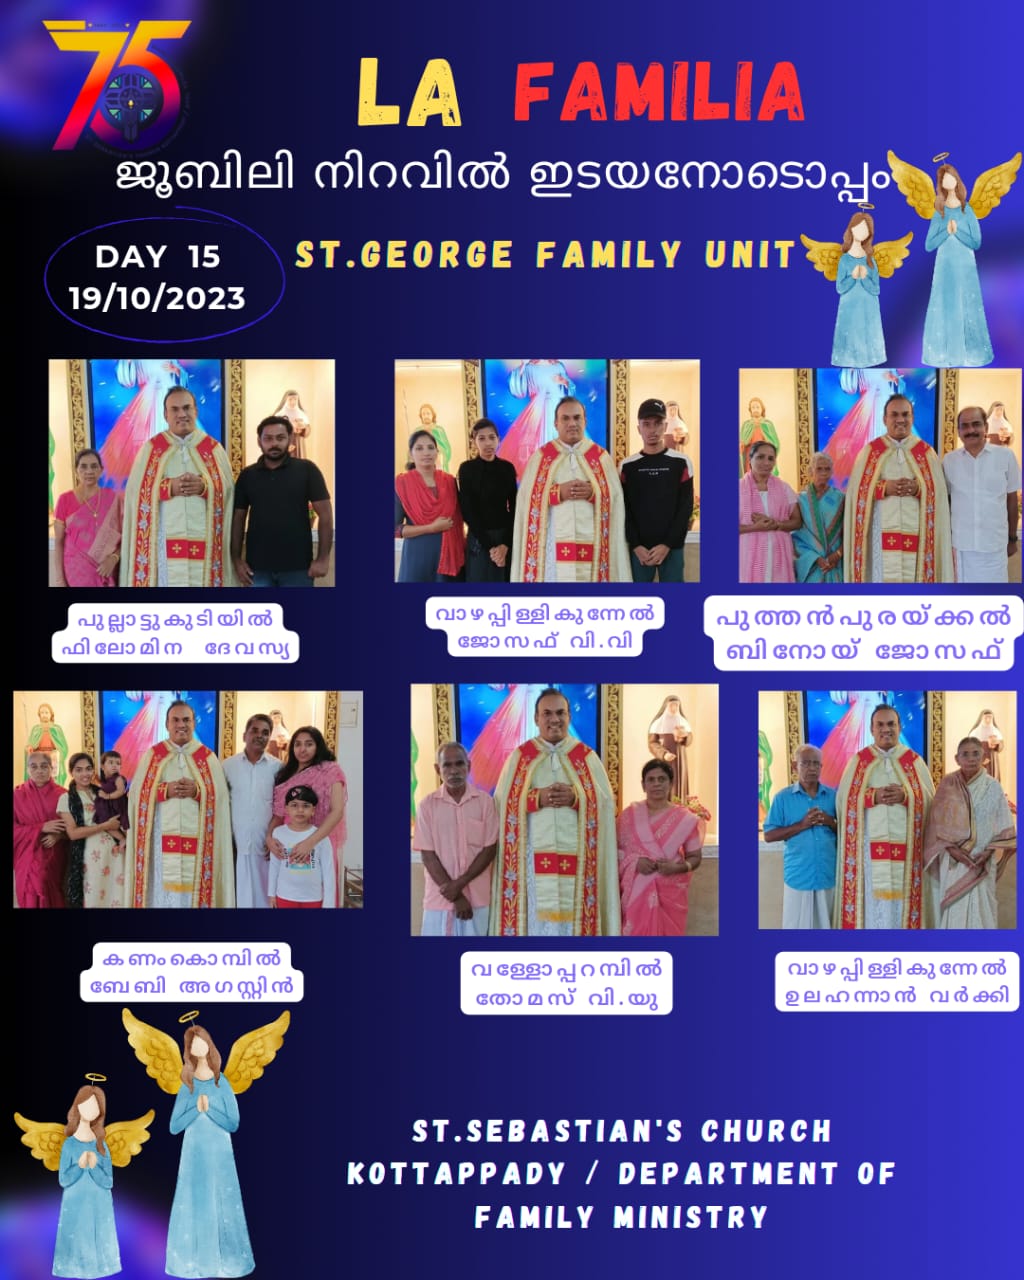 75
LA FAMILIA
ജൂബിലി നിറവിൽ ഇടയനോടൊപ്പം
DAY 15
19/10/2023
ST.GEORGE FAMILY UNIT
പുല്ലാട്ടുകുടിയിൽ
ഫിലോമിന ദേവസ്യ
വാഴപ്പിള്ളികുന്നേൽ
ജോസഫ് വി.വി
പുത്തൻപുരയ്ക്കൽ
ബിനോയ് ജോസഫ്
കണംകൊമ്പിൽ
ബേബി അഗസ്റ്റിൻ
വള്ളോപ്പറമ്പിൽ
തോമസ് വി.യു
വാഴപ്പിള്ളികുന്നേൽ
ഉലഹന്നാൻ വർക്കി
ST.SEBASTIAN'S CHURCH
KOTTAPPADY / DEPARTMENT OF
FAMILY MINISTRY